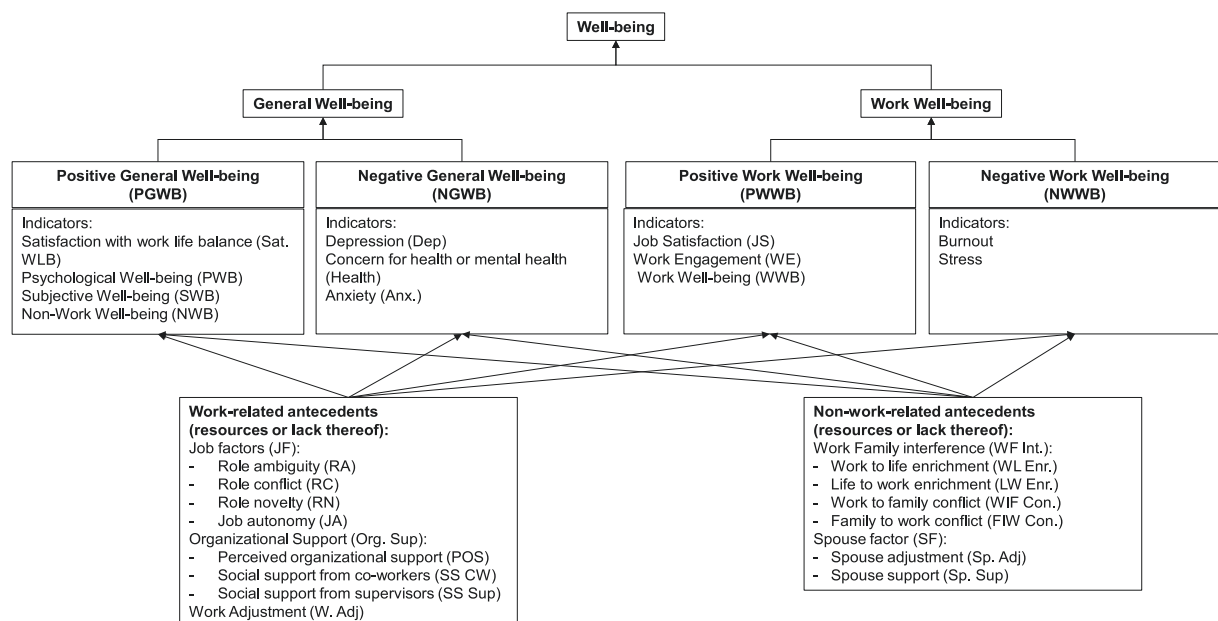 Well-being
General Well-being
Work Well-being
Positive General Well-being
(PGWB)
Indicators:
Satisfaction with work life balance (Sat.
WLB)
Psychological Well-being (PWB)
Subjective Well-being (SWB)
Non-Work Well-being (NWB)
Negative General Well-being
(NGWB)
Indicators:
Depression (Dep)
Concern for health or mental health
(Health)
Anxiety (Anx.)
Positive Work Well-being
(PWWB)
Indicators:
Job Satisfaction (JS)
Work Engagement (WE)
Work Well-being (WWB)
Negative Work Well-being
(NWWB)
Indicators:
Burnout
Stress
Work-related antecedents
(resources or lack thereof):
Job factors (JF):
- Role ambiguity (RA)
- Role conflict (RC)
- Role novelty (RN)
- Job autonomy (JA)
Organizational Support (Org. Sup):
- Perceived organizational support (POS)
- Social support from co-workers (SS CW)
- Social support from supervisors (SS Sup)
Work Adjustment (W. Adj)
Non-work-related antecedents
(resources or lack thereof):
Work Family interference (WF Int.):
- Work to life enrichment (WL Enr.)
- Life to work enrichment (LW Enr.)
- Work to family conflict (WIF Con.)
- Family to work conflict (FIW Con.)
Spouse factor (SF):
- Spouse adjustment (Sp. Adj)
- Spouse support (Sp. Sup)